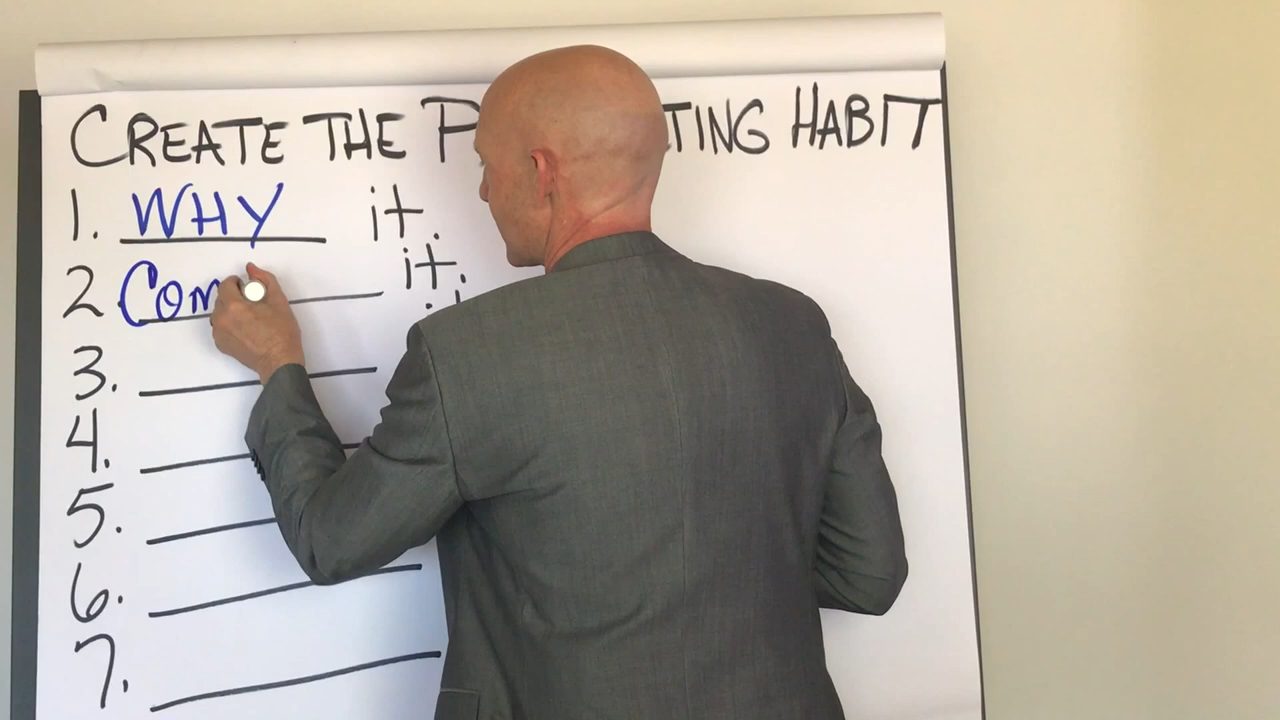 CREATE THE P TING HABIT
1. WHY it.
2 Com it.
3.
4.
5.
6.
7.